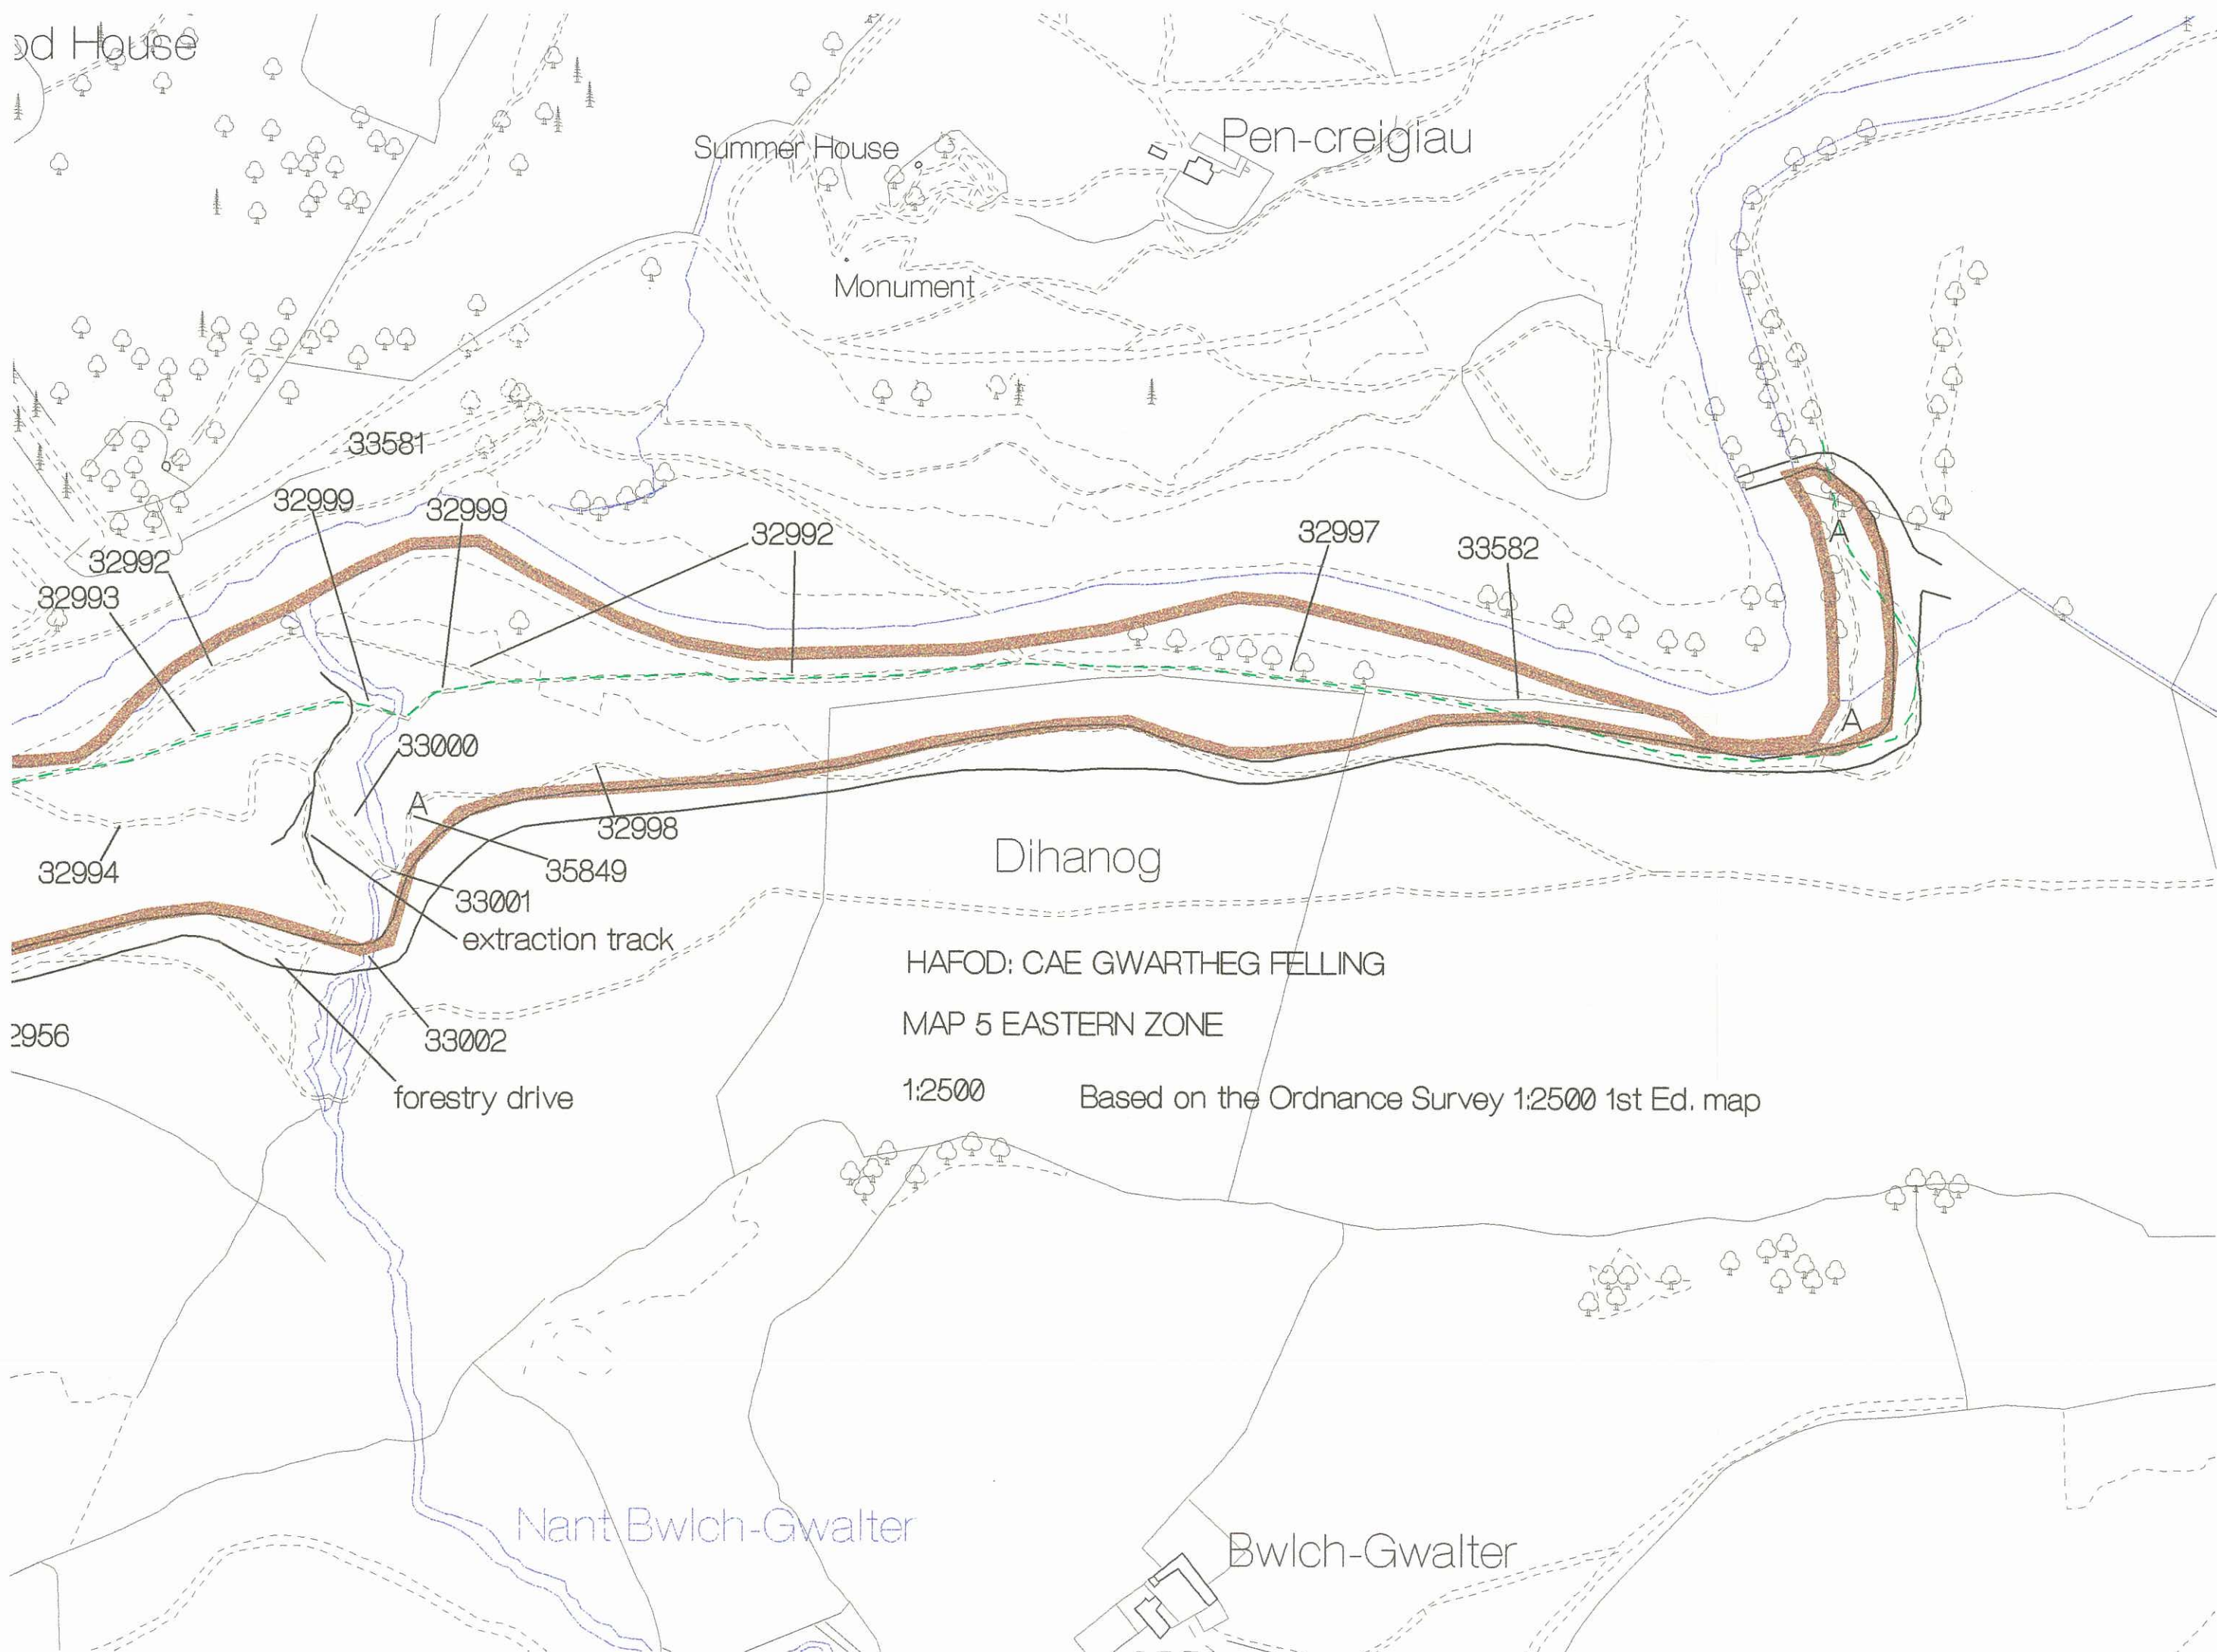 od House
Summer House
Pen-creigiau
Monument
33581
32999
32999
32992
32997
33582
32992
32993
A
A
33000
A
32998
32994
35849
33001
extraction track
Dihanog
HAFOD: CAE GWARTHEG FELLING
MAP 5 EASTERN ZONE
2956
33002
forestry drive
1:2500 Based on the Ordnance Survey 1:2500 1st Ed. map
Nant Bwlch-Gwalter
Bwlch-Gwalter